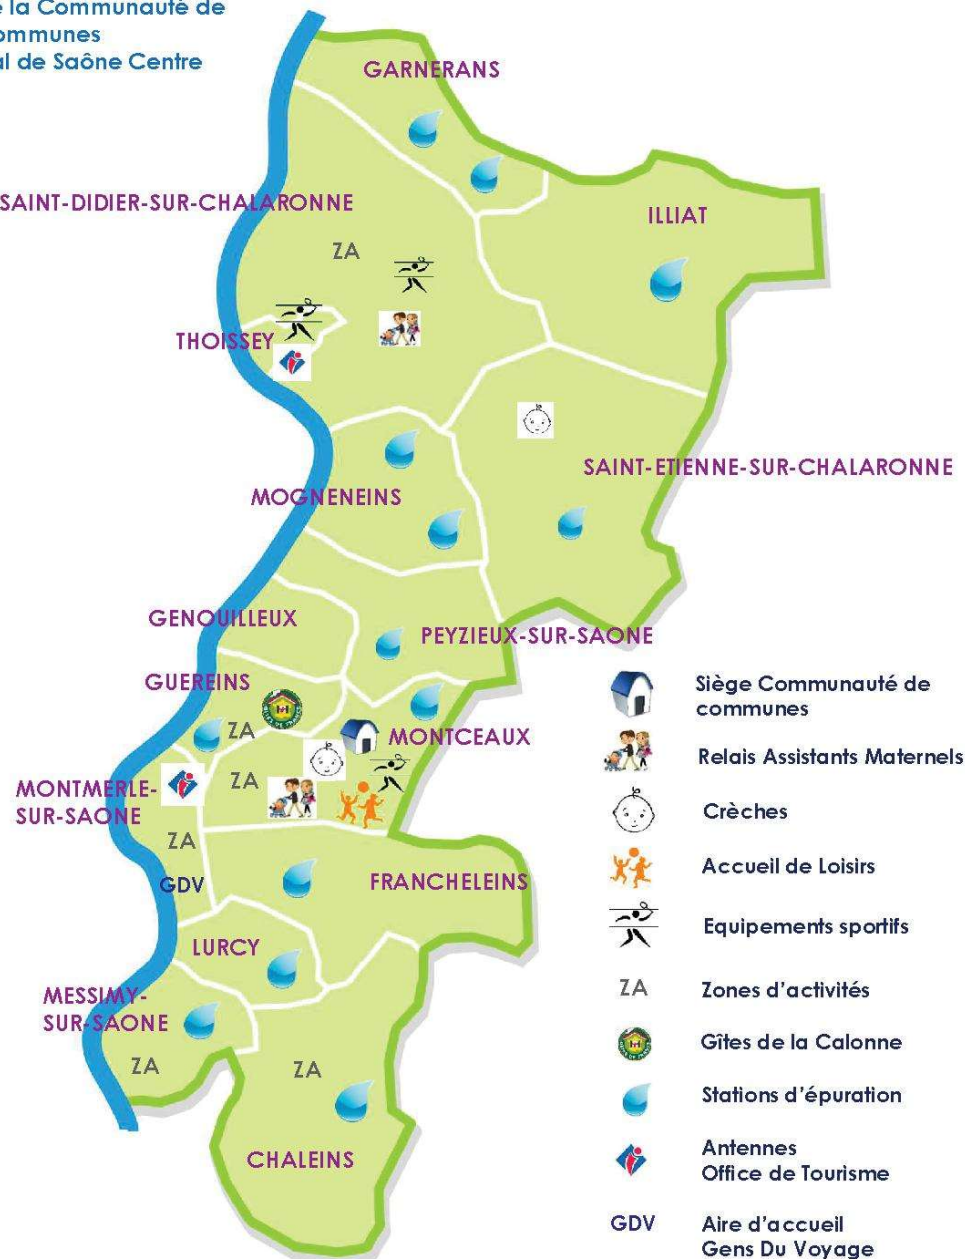 la Communauté de
ommunes
al de Saône Centre
GARNERANS
SAINT-DIDIER-SUR-CHALARONNE
ILLIAT
ZA
THOISSEY
SAINT-ETIENNE-SUR-CHALARONNE
MOGNENEINS
GENOUILLEUX
PEYZIEUX-SUR-SAONE
GUEREINS
ZA
MONTCEAUX
ZA
MONTMERLE-
SUR-SAONE
ZA
GDV
FRANCHELEINS
LURCY
MESSIMY-
SUR-SAONE
ZA
ZA
CHALEINS
Siège Communauté de
communes
Relais Assistants Maternels
Crèches
Accueil de Loisirs
Equipements sportifs
ZA Zones d'activités
Gîtes de la Calonne
Stations d'épuration
Antennes
Office de Tourisme
GDV Aire d'accueil
Gens Du Voyage